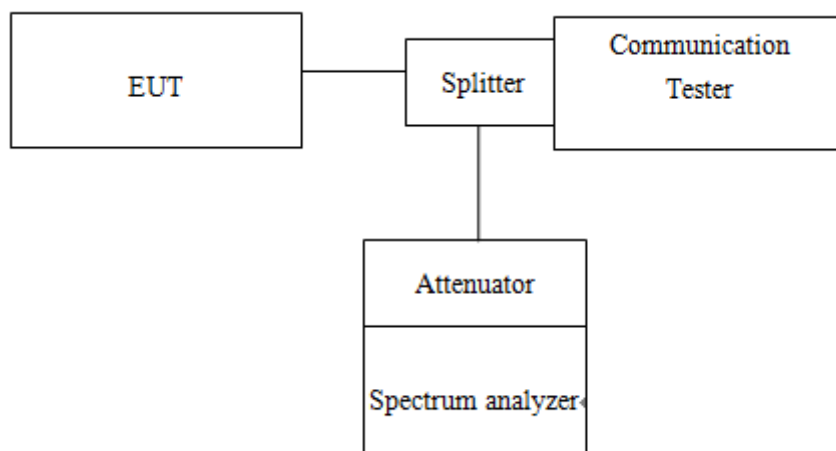 EUT
Splitter
Communication
Tester
Attenuator
Spectrum analyzer